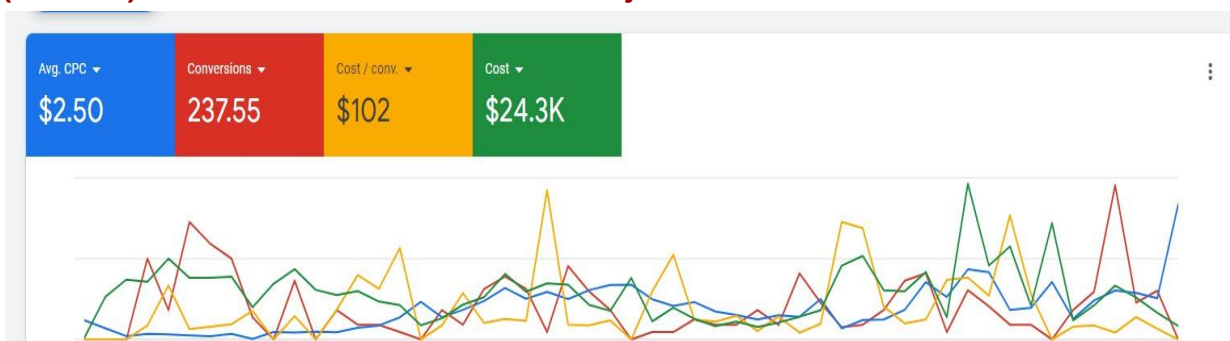 Avg. CPC Conversions Cost / conv. Cost
$2.50 237.55 $102 $24.3K